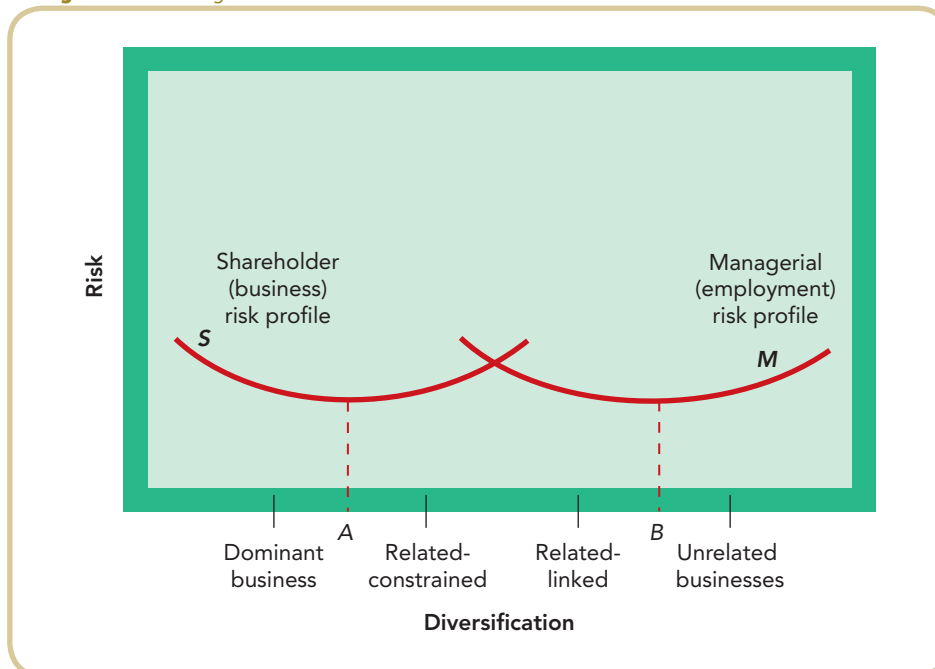 Risk
Shareholder
(business)
risk profile
S
Managerial
(employment)
risk profile
M
A
B
Dominant
business
Related-
constrained
Related-
linked
Unrelated
businesses
Diversification